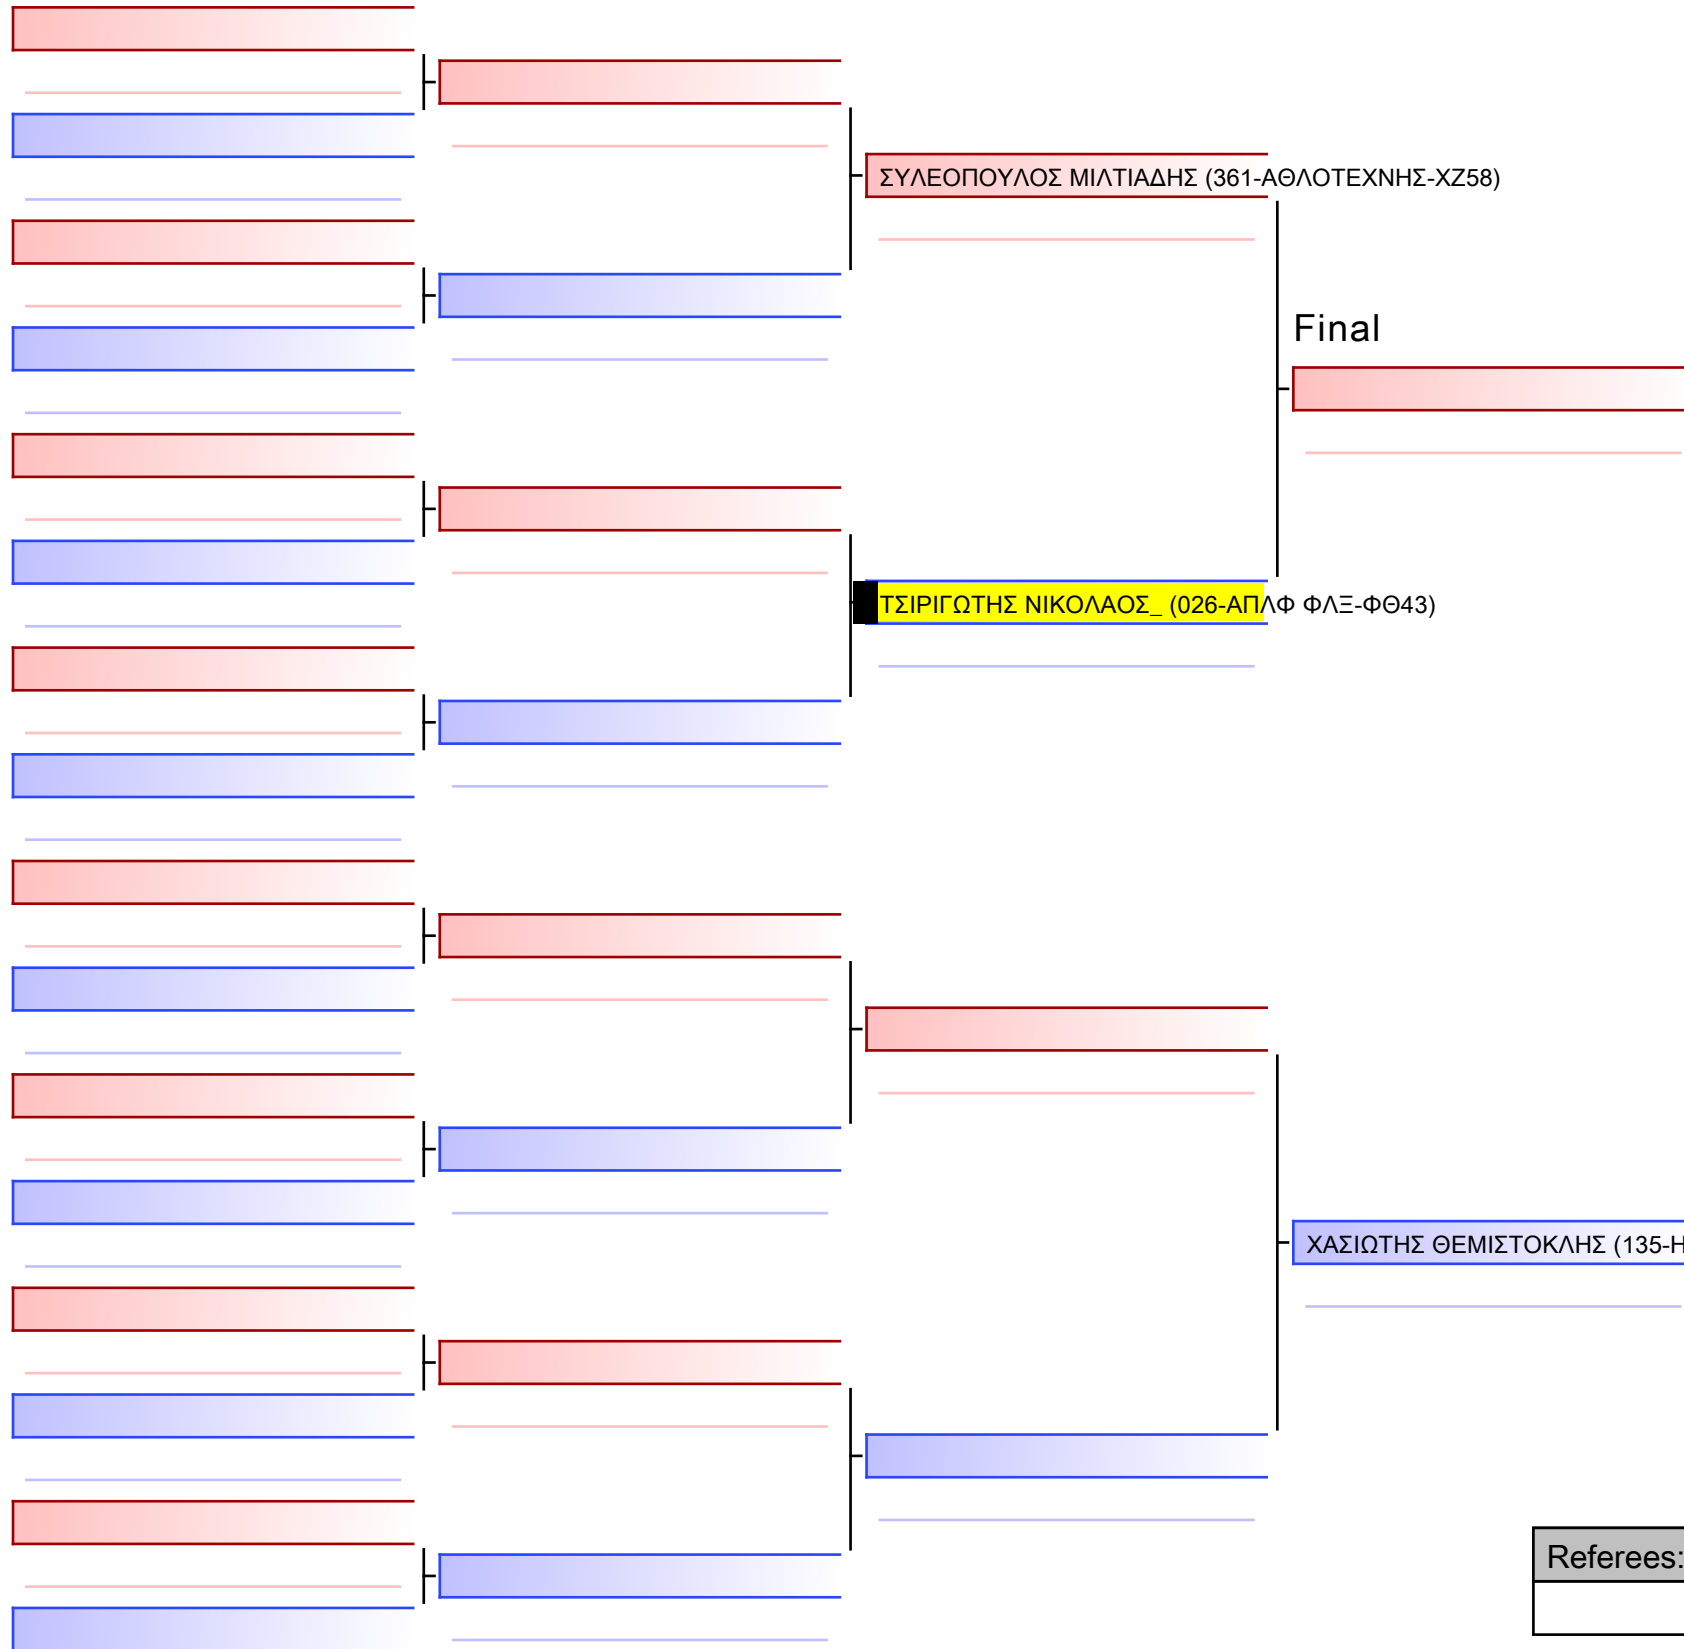 ΣΥΛΕΟΠΟΥΛΟΣ ΜΙΛΤΙΑΔΗΣ (361-ΑΘΛΟΤΕΧΝΗΣ-ΧΖ58)
Final
ΤΣΙΡΙΓΩΤΗΣ ΝΙΚΟΛΑΟΣ_ (026-ΑΠΛΦ ΦΛΞ-ΦΘ43)
ΧΑΣΙΩΤΗΣ ΘΕΜΙΣΤΟΚΛΗΣ (135-Η
Referees: